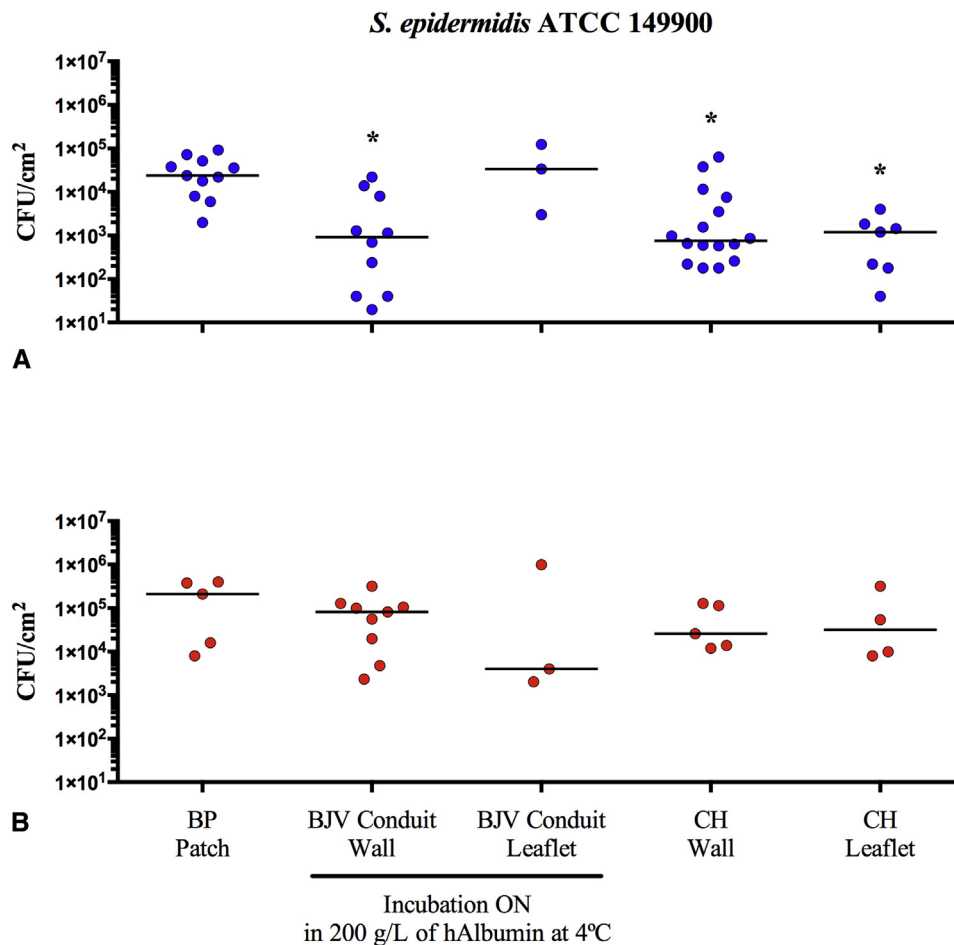 S. epidermidis ATCC 149900
CFU/cm²
1×10⁷
1×10⁶
1×10⁵
1×10⁴
1×10³
1×10²
1×10¹
*
*
*
A
CFU/cm²
1×10⁷
1×10⁶
1×10⁵
1×10⁴
1×10³
1×10²
1×10¹
B
BP
Patch
BJV Conduit
Wall
BJV Conduit
Leaflet
CH
Wall
CH
Leaflet
Incubation ON
in 200 g/L of hAlbumin at 4ºC